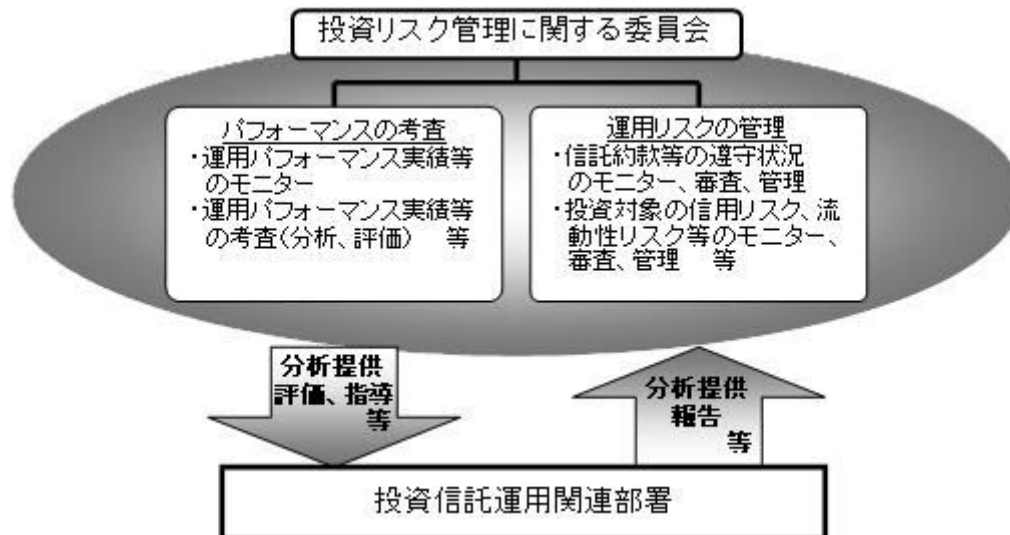 投資リスク管理に関する委員会
パフォーマンスの考査
・運用パフォーマンス実績等
のモニター
・運用パフォーマンス実績等
の考査(分析、評価) 等
運用リスクの管理
・信託約款等の遵守状況
のモニター、審査、管理
・投資対象の信用リスク、流
動性リスク等のモニター、
審査、管理 等
分析提供
評価、指導
等
分析提供
報告
等
投資信託運用関連部署